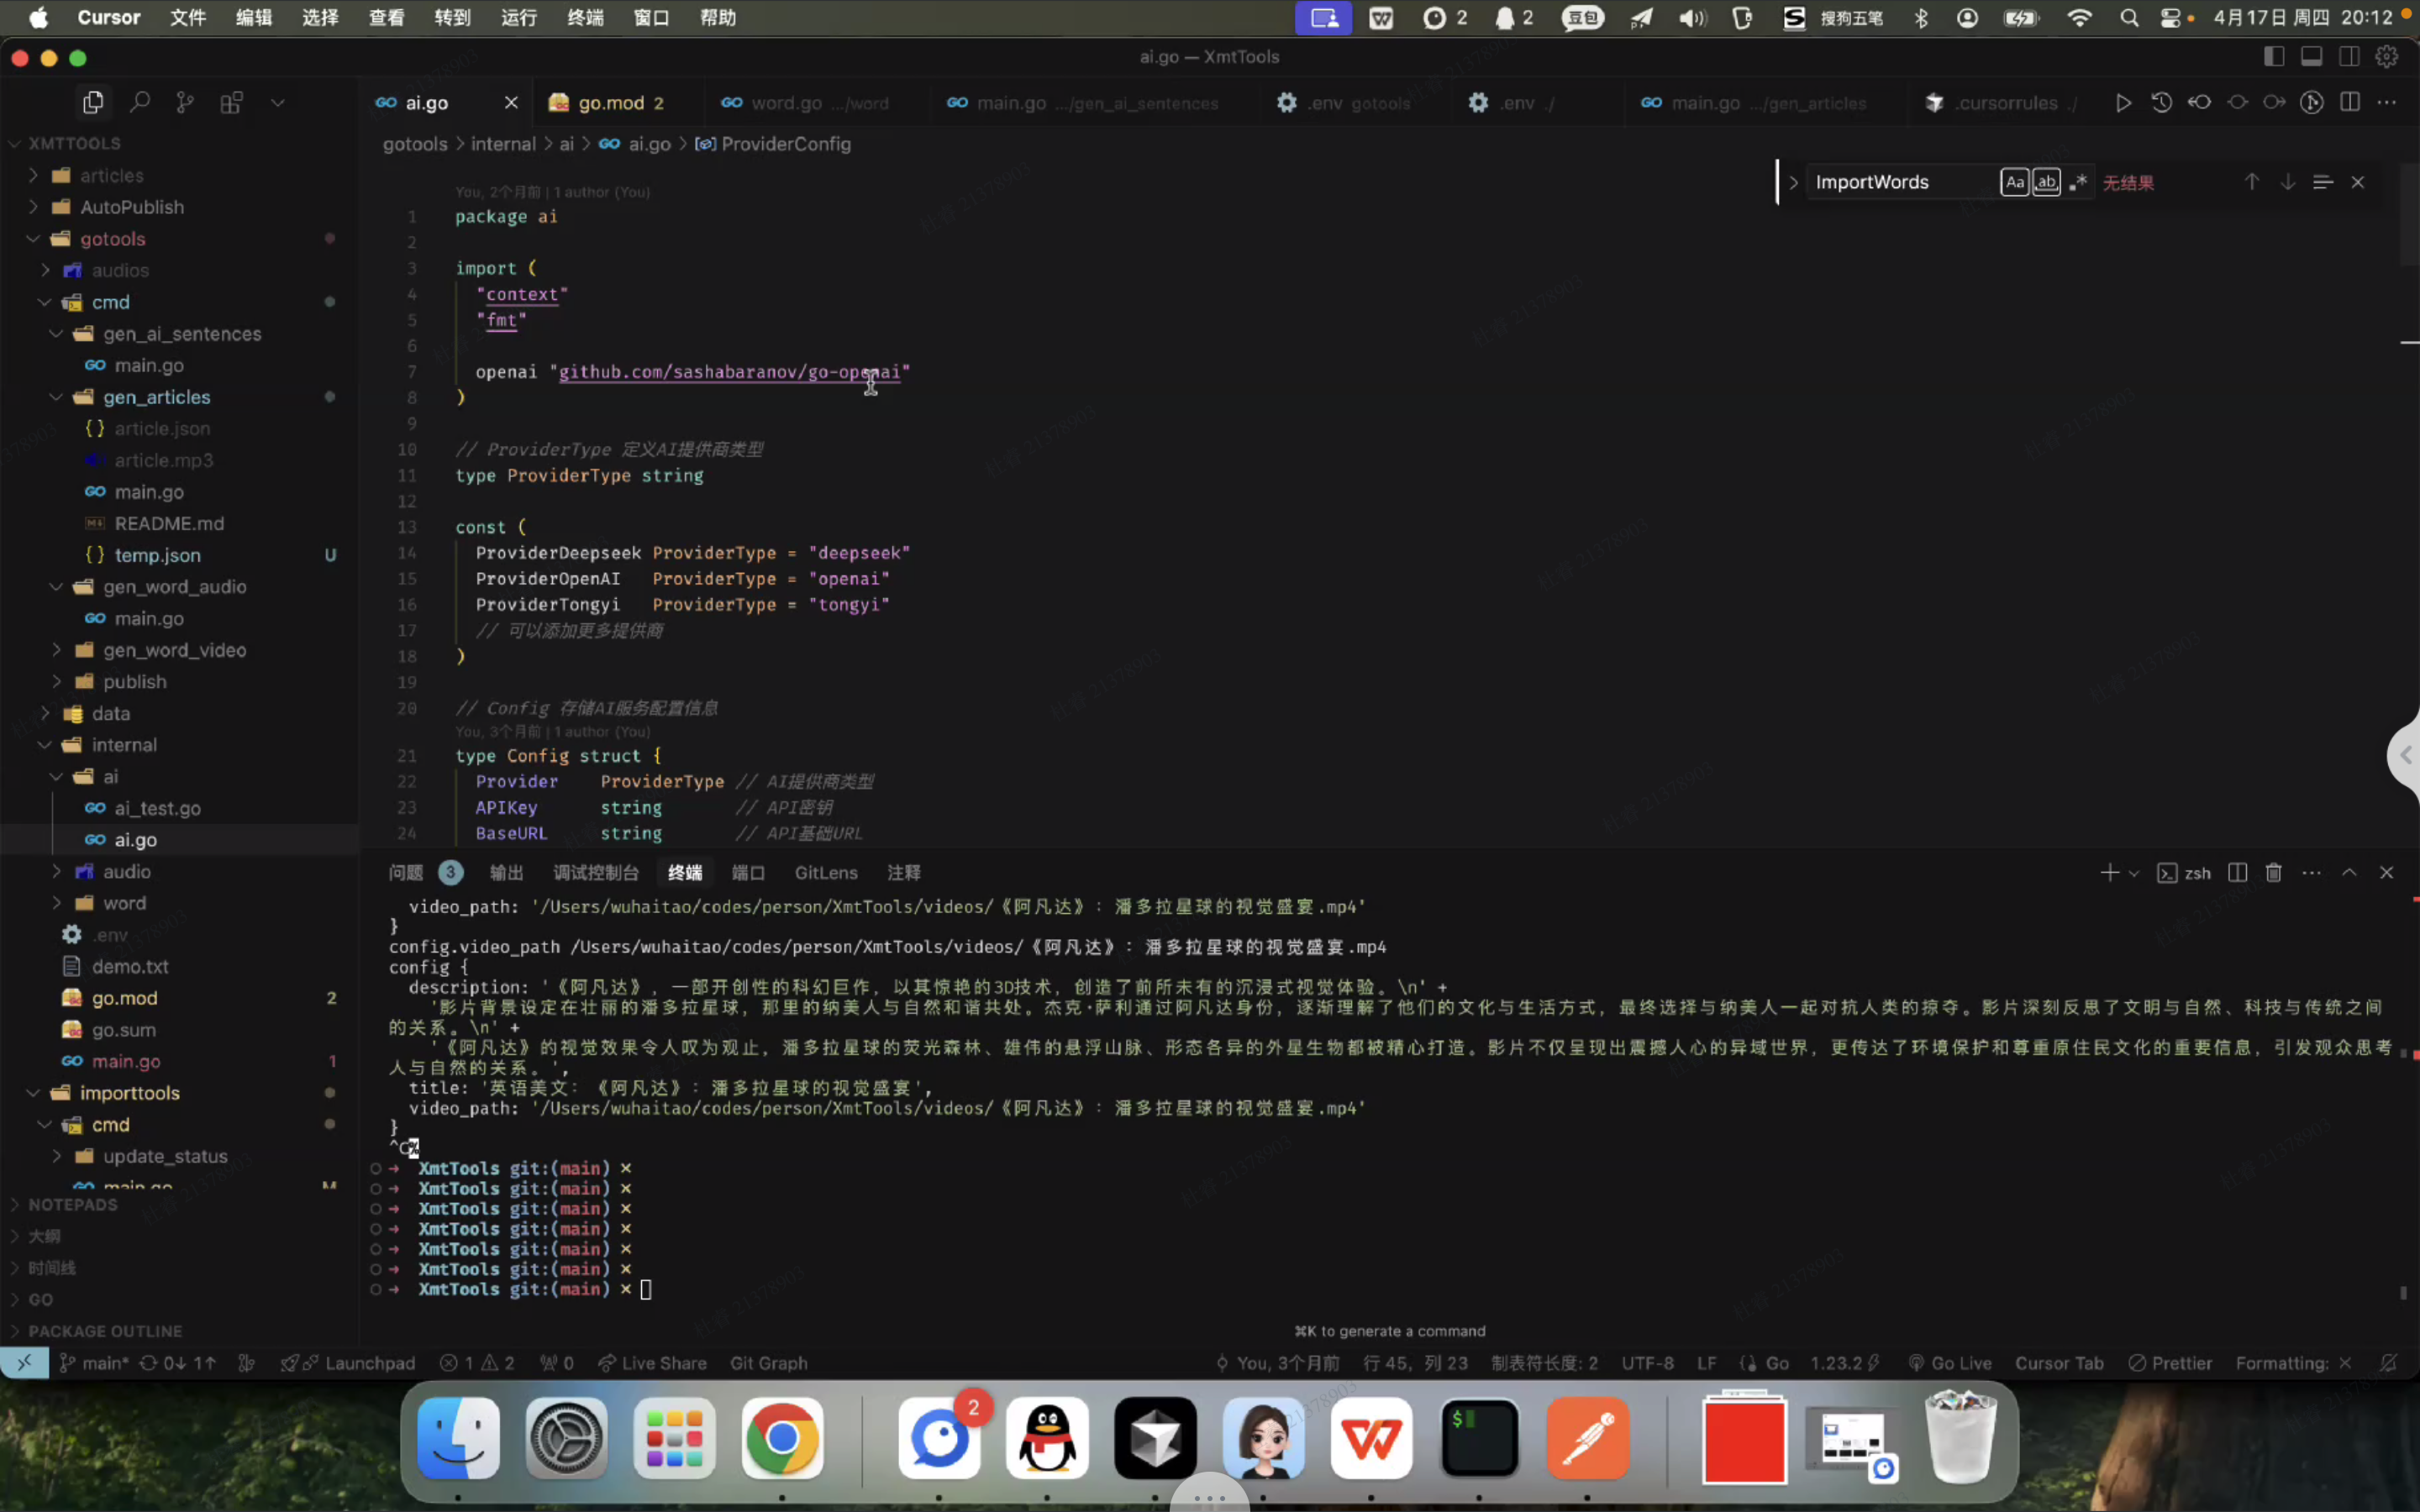 Cursor 文件 编辑 选择 查看 转到 运行 终端 窗口 帮助
2 2 豆包 搜狗五笔 4月17日 周四 20:12
ai.go — XmtTools
ai.go go.mod 2 word.go .../word main.go .../gen_ai_sentences .env gotools .env ./ main.go .../gen_articles .cursorrules ./
gotools > internal > ai > ai.go > ProviderConfig
ImportWords Aa ab .* 无结果
XMTTOOLS
articles
AutoPublish
gotools
audios
cmd
gen_ai_sentences
main.go
gen_articles
article.json
article.mp3
main.go
README.md
temp.json U
gen_word_audio
main.go
gen_word_video
publish
data
internal
ai
ai_test.go
ai.go
audio
word
.env
demo.txt
go.mod 2
go.sum
main.go 1
importtools
cmd
update_status
main.go M
NOTEPADS
大纲
时间线
GO
PACKAGE OUTLINE
You, 2个月前 | 1 author (You)
1 package ai
2
3 import (
4 "context"
5 "fmt"
6
7 openai "github.com/sashabaranov/go-openai"
8 )
9
10 // ProviderType 定义AI提供商类型
11 type ProviderType string
12
13 const (
14 ProviderDeepseek ProviderType = "deepseek"
15 ProviderOpenAI ProviderType = "openai"
16 ProviderTongyi ProviderType = "tongyi"
17 // 可以添加更多提供商
18 )
19
20 // Config 存储AI服务配置信息
You, 3个月前 | 1 author (You)
21 type Config struct {
22 Provider ProviderType // AI提供商类型
23 APIKey string // API密钥
24 BaseURL string // API基础URL
问题 3 输出 调试控制台 终端 端口 GitLens 注释 zsh
video_path: '/Users/wuhaitao/codes/person/XmtTools/videos/《阿凡达》：潘多拉星球的视觉盛宴.mp4'
}
config.video_path /Users/wuhaitao/codes/person/XmtTools/videos/《阿凡达》：潘多拉星球的视觉盛宴.mp4
config {
description: '《阿凡达》，一部开创性的科幻巨作，以其惊艳的3D技术，创造了前所未有的沉浸式视觉体验。\n' +
'影片背景设定在壮丽的潘多拉星球，那里的纳美人与自然和谐共处。杰克·萨利通过阿凡达身份，逐渐理解了他们的文化与生活方式，最终选择与纳美人一起对抗人类的掠夺。影片深刻反思了文明与自然、科技与传统之间
的关系。\n' +
'《阿凡达》的视觉效果令人叹为观止，潘多拉星球的荧光森林、雄伟的悬浮山脉、形态各异的外星生物都被精心打造。影片不仅呈现出震撼人心的异域世界，更传达了环境保护和尊重原住民文化的重要信息，引发观众思考
人与自然的关系。',
title: '英语美文：《阿凡达》：潘多拉星球的视觉盛宴',
video_path: '/Users/wuhaitao/codes/person/XmtTools/videos/《阿凡达》：潘多拉星球的视觉盛宴.mp4'
}
^C%
XmtTools git:(main) ×
XmtTools git:(main) ×
XmtTools git:(main) ×
XmtTools git:(main) ×
XmtTools git:(main) ×
XmtTools git:(main) ×
XmtTools git:(main) ×
⌘K to generate a command
main* 0↓ 1↑ Launchpad 1 2 0 Live Share Git Graph You, 3个月前 行 45, 列 23 制表符长度: 2 UTF-8 LF Go 1.23.2 Go Live Cursor Tab Prettier Formatting: ×
2